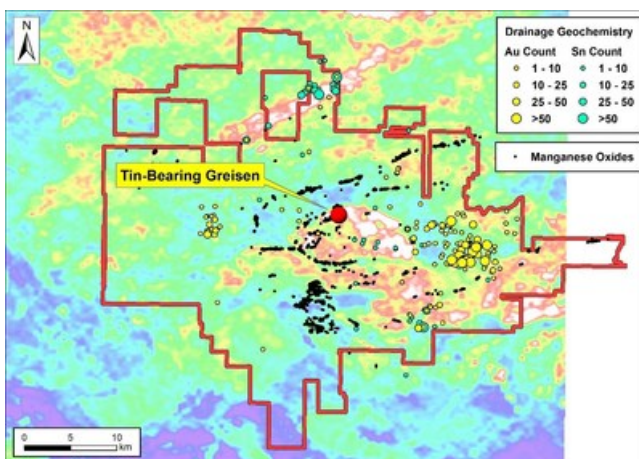 N
Drainage Geochemistry
Au Count Sn Count
1 - 10 1 - 10
10 - 25 10 - 25
25 - 50 25 - 50
>50 >50
Manganese Oxides
Tin-Bearing Greisen
0 5 10
km